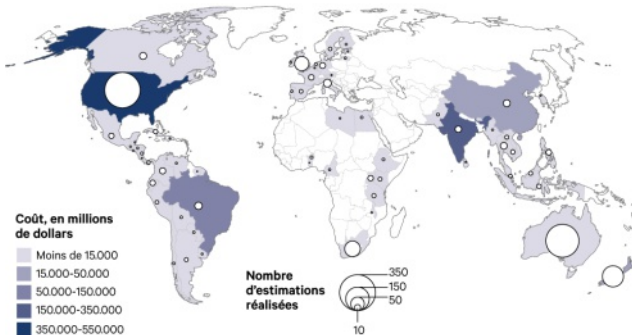 Coût, en millions
de dollars
Moins de 15.000
15.000-50.000
50.000-150.000
150.000-350.000
350.000-550.000
Nombre
d'estimations
réalisées
350
150
50
10